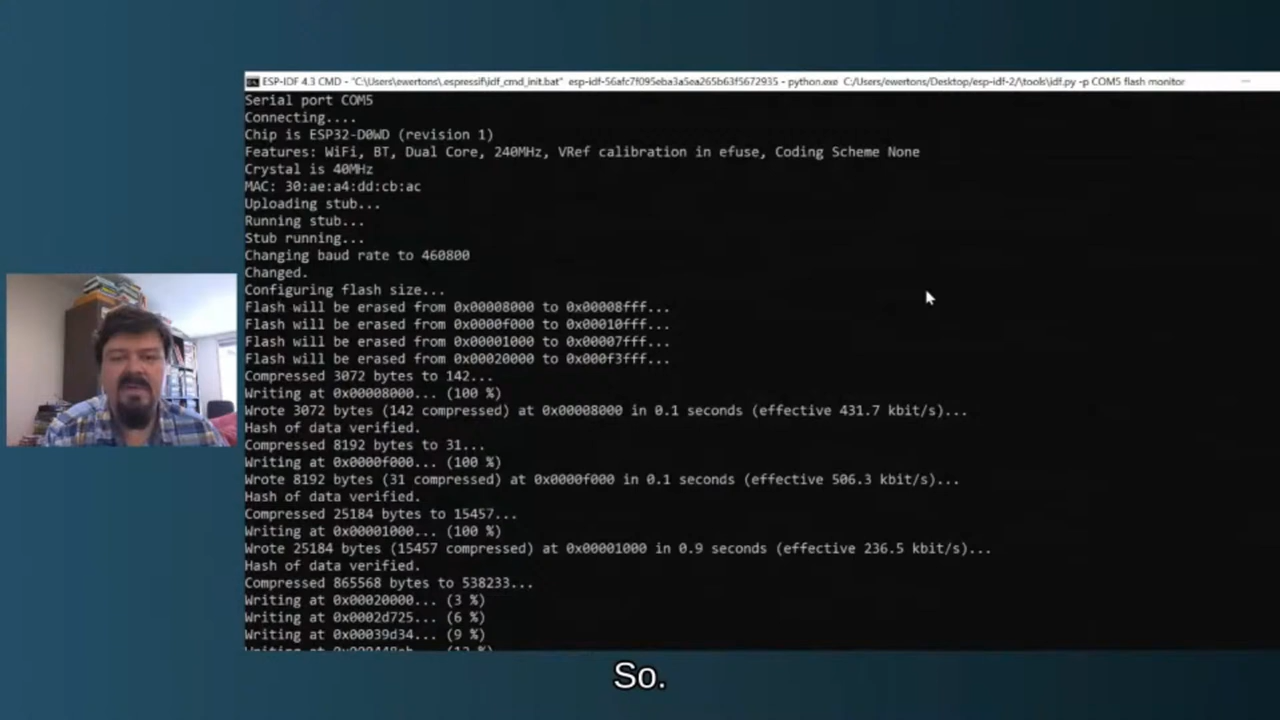 ESP-IDF 4.3 CMD - "C:\Users\ewertons\.espressif\idf_cmd_init.bat" esp-idf-56afc7f095eba3a5ea265b63f5672935 - python.exe C:/Users/ewertons/Desktop/esp-idf-2/\tools\idf.py -p COM5 flash monitor
Serial port COM5
Connecting....
Chip is ESP32-D0WD (revision 1)
Features: WiFi, BT, Dual Core, 240MHz, VRef calibration in efuse, Coding Scheme None
Crystal is 40MHz
MAC: 30:ae:a4:dd:cb:ac
Uploading stub...
Running stub...
Stub running...
Changing baud rate to 460800
Changed.
Configuring flash size...
Flash will be erased from 0x00008000 to 0x00008fff...
Flash will be erased from 0x0000f000 to 0x00010fff...
Flash will be erased from 0x00001000 to 0x00007fff...
Flash will be erased from 0x00020000 to 0x000f3fff...
Compressed 3072 bytes to 142...
Writing at 0x00008000... (100 %)
Wrote 3072 bytes (142 compressed) at 0x00008000 in 0.1 seconds (effective 431.7 kbit/s)...
Hash of data verified.
Compressed 8192 bytes to 31...
Writing at 0x0000f000... (100 %)
Wrote 8192 bytes (31 compressed) at 0x0000f000 in 0.1 seconds (effective 506.3 kbit/s)...
Hash of data verified.
Compressed 25184 bytes to 15457...
Writing at 0x00001000... (100 %)
Wrote 25184 bytes (15457 compressed) at 0x00001000 in 0.9 seconds (effective 236.5 kbit/s)...
Hash of data verified.
Compressed 865568 bytes to 538233...
Writing at 0x00020000... (3 %)
Writing at 0x0002d725... (6 %)
Writing at 0x00039d34... (9 %)
So.